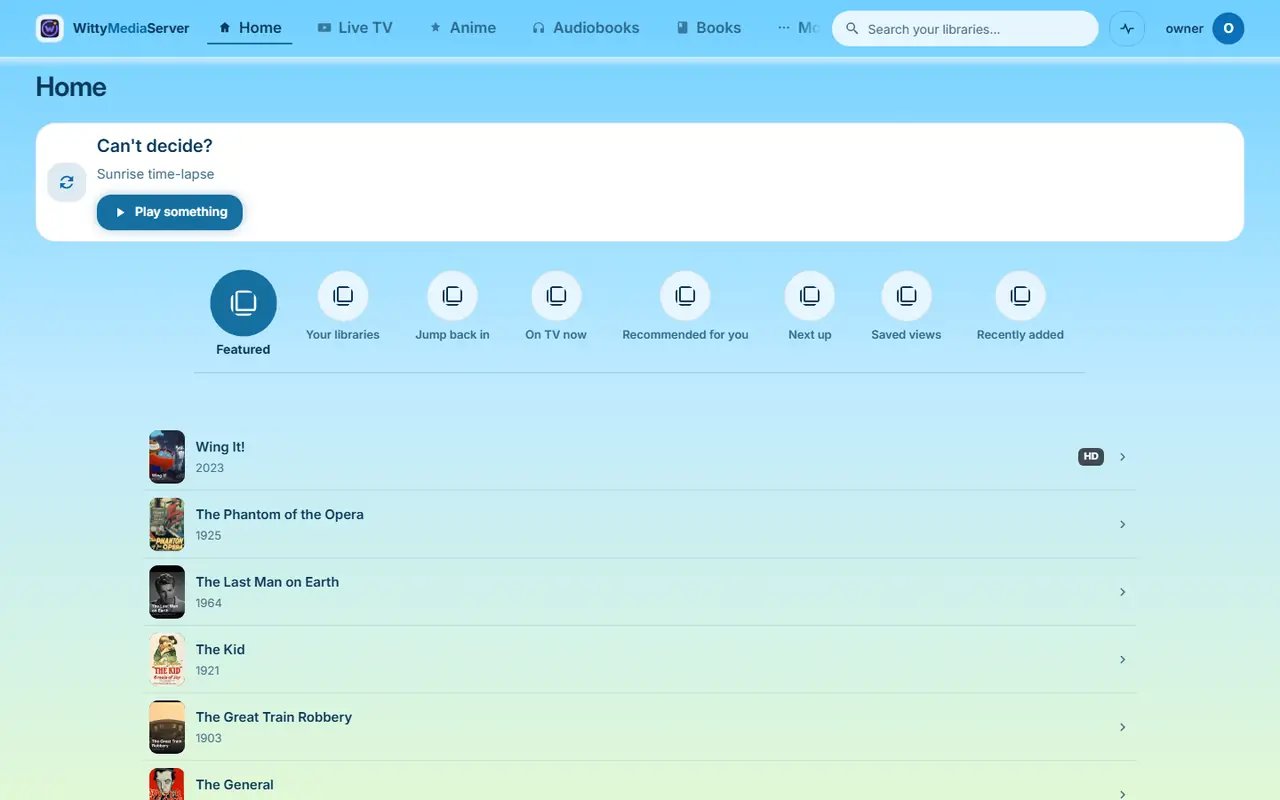 WittyMediaServer
Home
Live TV
Anime
Audiobooks
Books
Search your libraries...
owner
O
Home
Can't decide?
Sunrise time-lapse
Play something
Featured
Your libraries
Jump back in
On TV now
Recommended for you
Next up
Saved views
Recently added
Wing It!
2023
HD
The Phantom of the Opera
1925
The Last Man on Earth
1964
The Kid
1921
"THE KID"
The Great Train Robbery
1903
The General